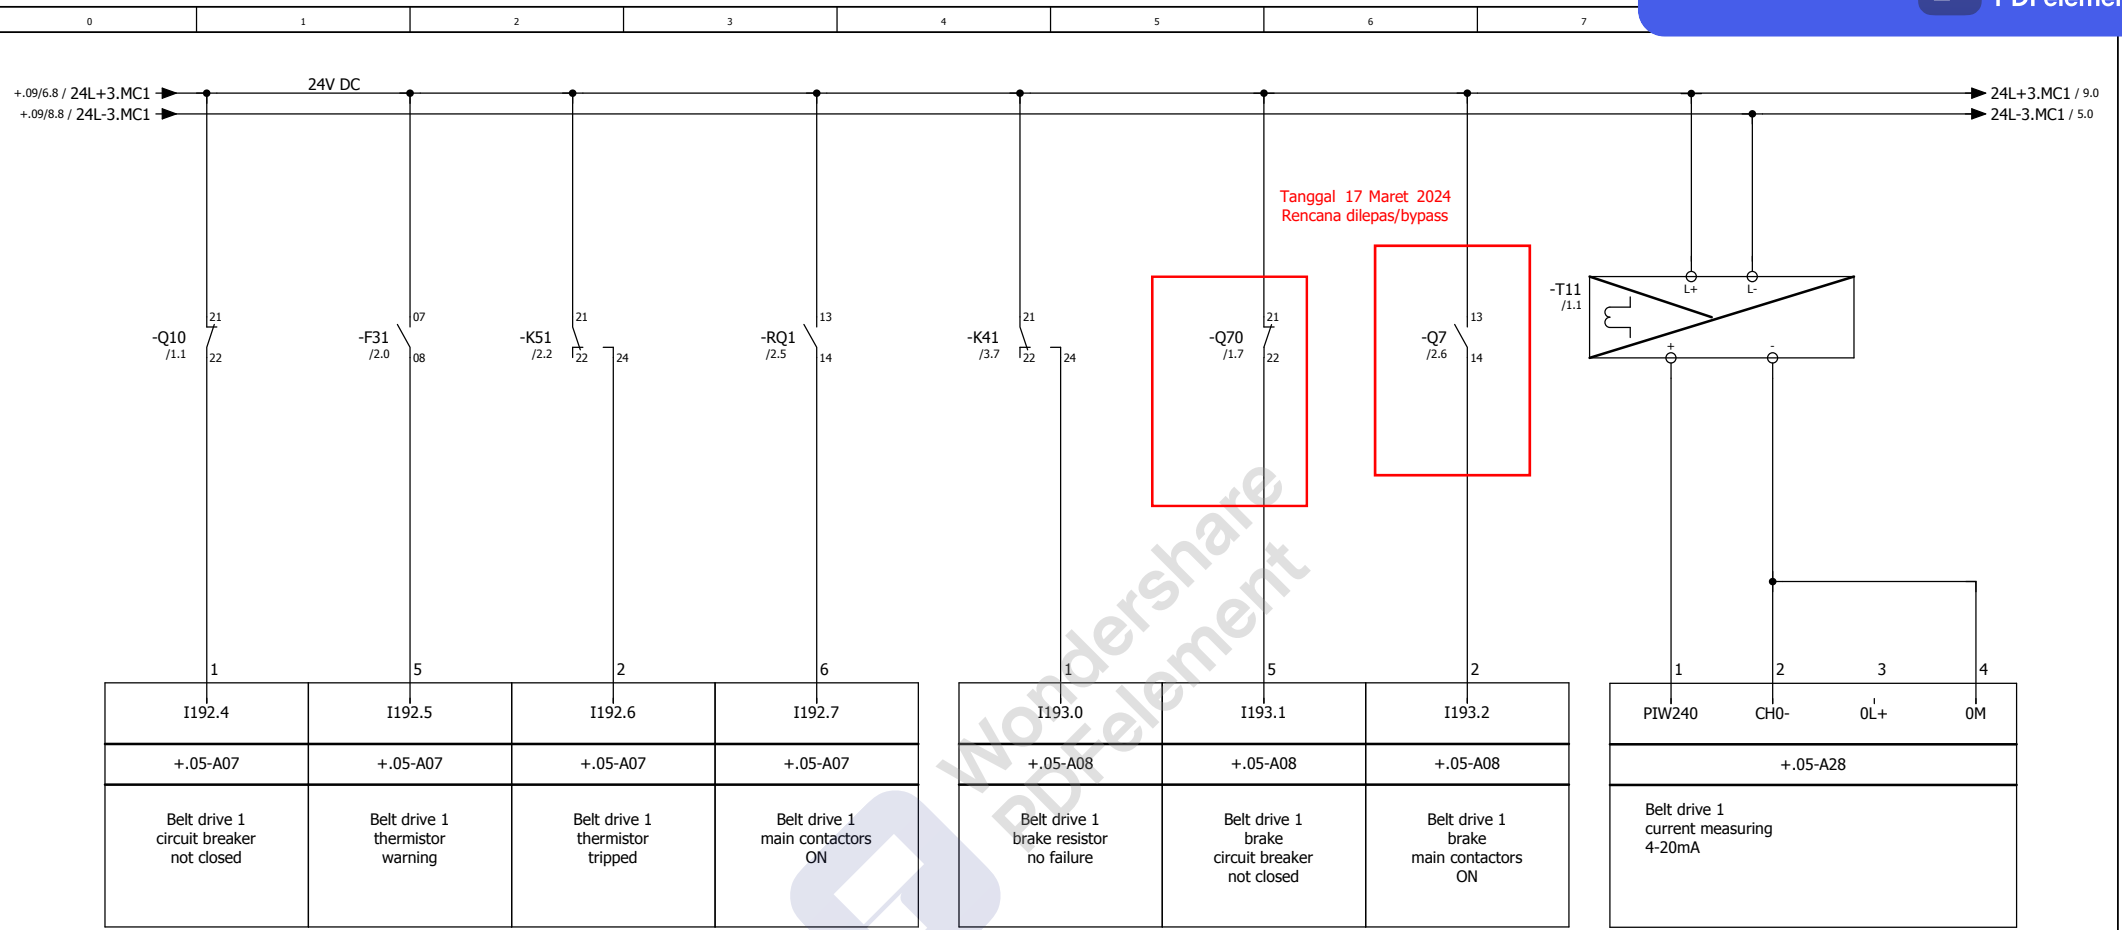 0 1 2 3 4 5 6 7
+.09/6.8 / 24L+3.MC1
24V DC
24L+3.MC1 / 9.0
+.09/8.8 / 24L-3.MC1
24L-3.MC1 / 5.0
Tanggal 17 Maret 2024
Rencana dilepas/bypass
-Q10
/1.1
21
22
-F31
/2.0
07
08
-K51
/2.2
21
22
24
-RQ1
/2.5
13
14
-K41
/3.7
21
22
24
-Q70
/1.7
21
22
-Q7
/2.6
13
14
-T11
/1.1
L+
L-
+
-
1
I192.4
+.05-A07
Belt drive 1
circuit breaker
not closed
5
I192.5
+.05-A07
Belt drive 1
thermistor
warning
2
I192.6
+.05-A07
Belt drive 1
thermistor
tripped
6
I192.7
+.05-A07
Belt drive 1
main contactors
ON
1
I193.0
+.05-A08
Belt drive 1
brake resistor
no failure
5
I193.1
+.05-A08
Belt drive 1
brake
circuit breaker
not closed
2
I193.2
+.05-A08
Belt drive 1
brake
main contactors
ON
1 2 3 4
PIW240 CH0- 0L+ 0M
+.05-A28
Belt drive 1
current measuring
4-20mA
Wondershare
PDFelement